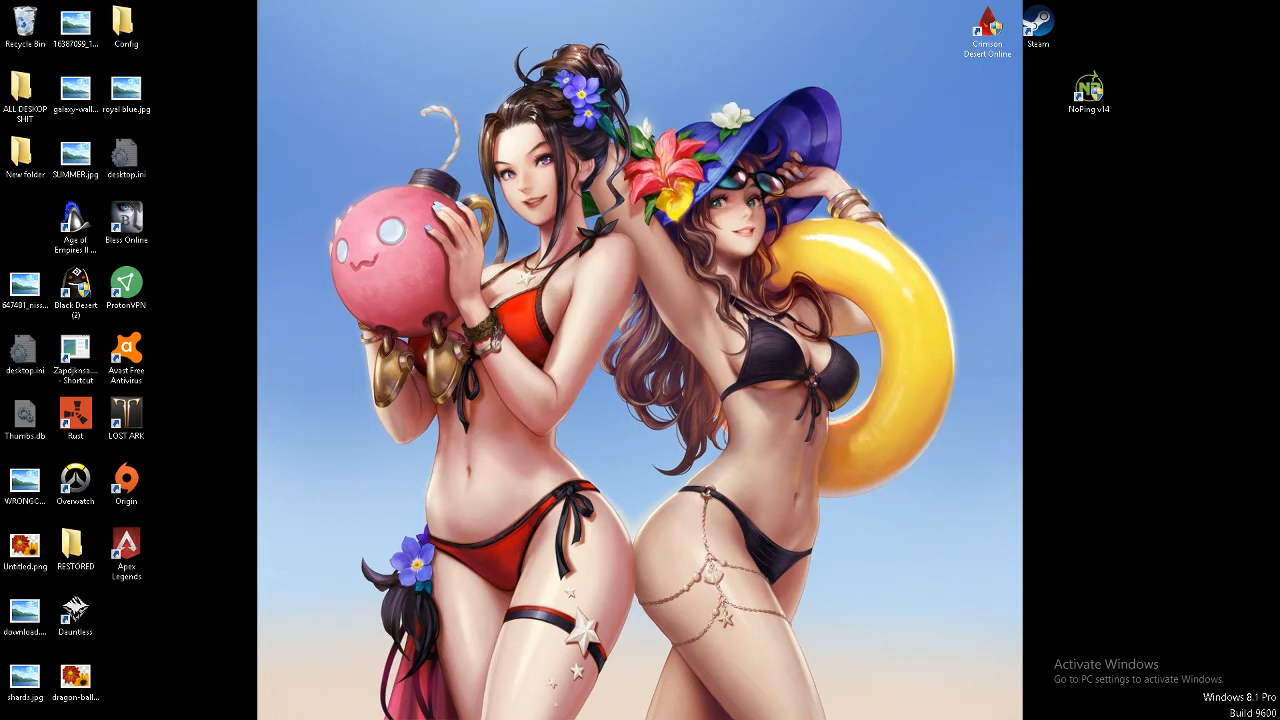 Recycle Bin
16387099_1...
Config
ALL DESKOP
SHIT
galaxy-wall...
royal blue.jpg
New folder
SUMMER.jpg
desktop.ini
Age of
Empires II ...
Bless Online
647481_niss...
Black Desert
(2)
ProtonVPN
desktop.ini
Zapdjknsa...
- Shortcut
Avast Free
Antivirus
Thumbs.db
Rust
LOST ARK
WRONGC...
Overwatch
Origin
Untitled.png
RESTORED
Apex
Legends
download....
Dauntless
shards.jpg
dragon-ball...
Crimson
Desert Online
Steam
NoPing v14
Activate Windows
Go to PC settings to activate Windows.
Windows 8.1 Pro
Build 9600